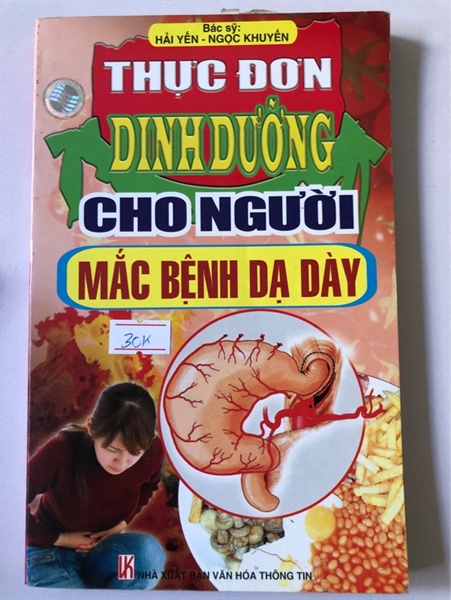 Bác sỹ:
HẢI YẾN - NGỌC KHUYẾN
THỰC ĐƠN
DINH DƯỠNG
CHO NGƯỜI
MẮC BỆNH DẠ DÀY
30K
NHÀ XUẤT BẢN VĂN HÓA THÔNG TIN